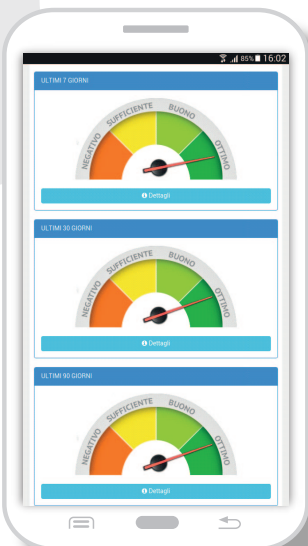 85% 16:02
ULTIMI 7 GIORNI
NEGATIVO SUFFICIENTE BUONO OTTIMO
Dettagli
ULTIMI 30 GIORNI
NEGATIVO SUFFICIENTE BUONO OTTIMO
Dettagli
ULTIMI 90 GIORNI
NEGATIVO SUFFICIENTE BUONO OTTIMO
Dettagli